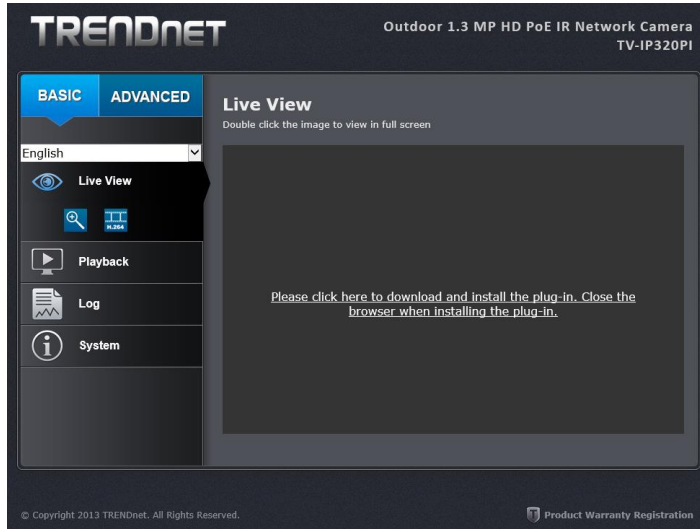 TRENDNET
Outdoor 1.3 MP HD PoE IR Network Camera
TV-IP320PI
BASIC
ADVANCED
Live View
Double click the image to view in full screen
English
Live View
H.264
Playback
Log
System
Please click here to download and install the plug-in. Close the
browser when installing the plug-in.
© Copyright 2013 TRENDnet. All Rights Reserved.
Product Warranty Registration